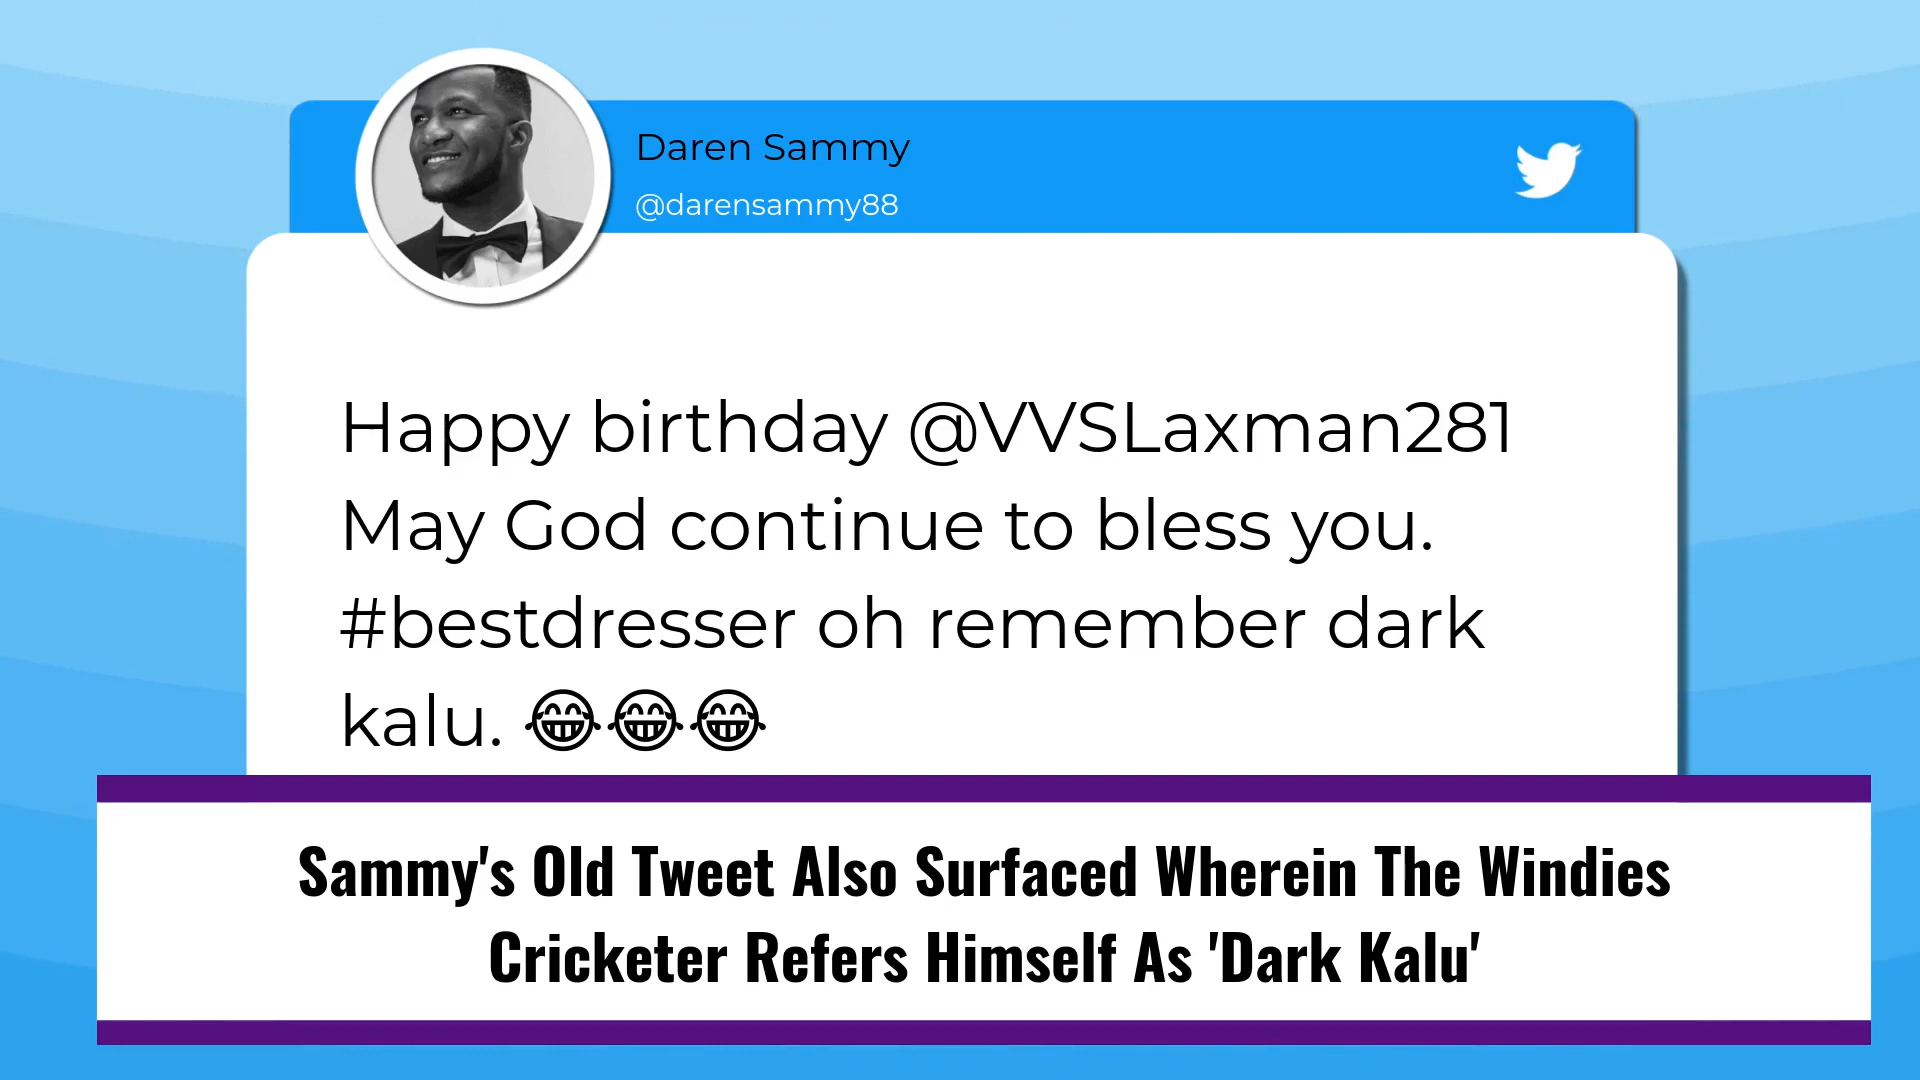 Daren Sammy
@darensammy88
Happy birthday @VVSLaxman281
May God continue to bless you.
#bestdresser oh remember dark
kalu. 😂😂😂
Sammy's Old Tweet Also Surfaced Wherein The Windies
Cricketer Refers Himself As 'Dark Kalu'